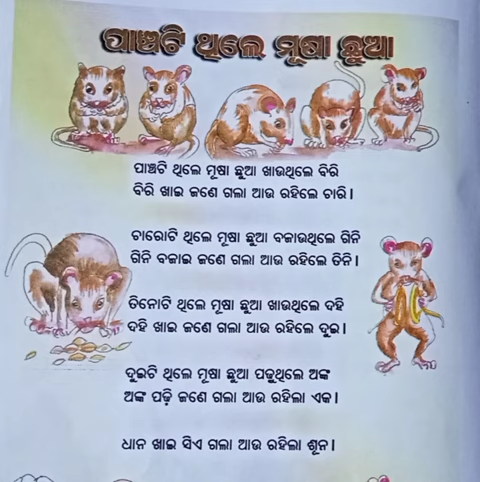 ପାଞ୍ଚଟି ଥିଲେ ମୂଷା ଛୁଆ
ପାଞ୍ଚଟି ଥିଲେ ମୂଷା ଛୁଆ ଖାଉଥିଲେ ବିରି
ବିରି ଖାଇ ଜଣେ ଗଲା ଆଉ ରହିଲେ ଚାରି ।
ଚାରୋଟି ଥିଲେ ମୂଷା ଛୁଆ ବଜାଉଥିଲେ ଗିନି
ଗିନି ବଜାଇ ଜଣେ ଗଲା ଆଉ ରହିଲେ ତିନି ।
ତିନୋଟି ଥିଲେ ମୂଷା ଛୁଆ ଖାଉଥିଲେ ଦହି
ଦହି ଖାଇ ଜଣେ ଗଲା ଆଉ ରହିଲେ ଦୁଇ ।
ଦୁଇଟି ଥିଲେ ମୂଷା ଛୁଆ ପଢୁଥିଲେ ଅଙ୍କ
ଅଙ୍କ ପଢ଼ି ଜଣେ ଗଲା ଆଉ ରହିଲା ଏକ ।
ଧାନ ଖାଇ ସିଏ ଗଲା ଆଉ ରହିଲା ଶୂନ ।